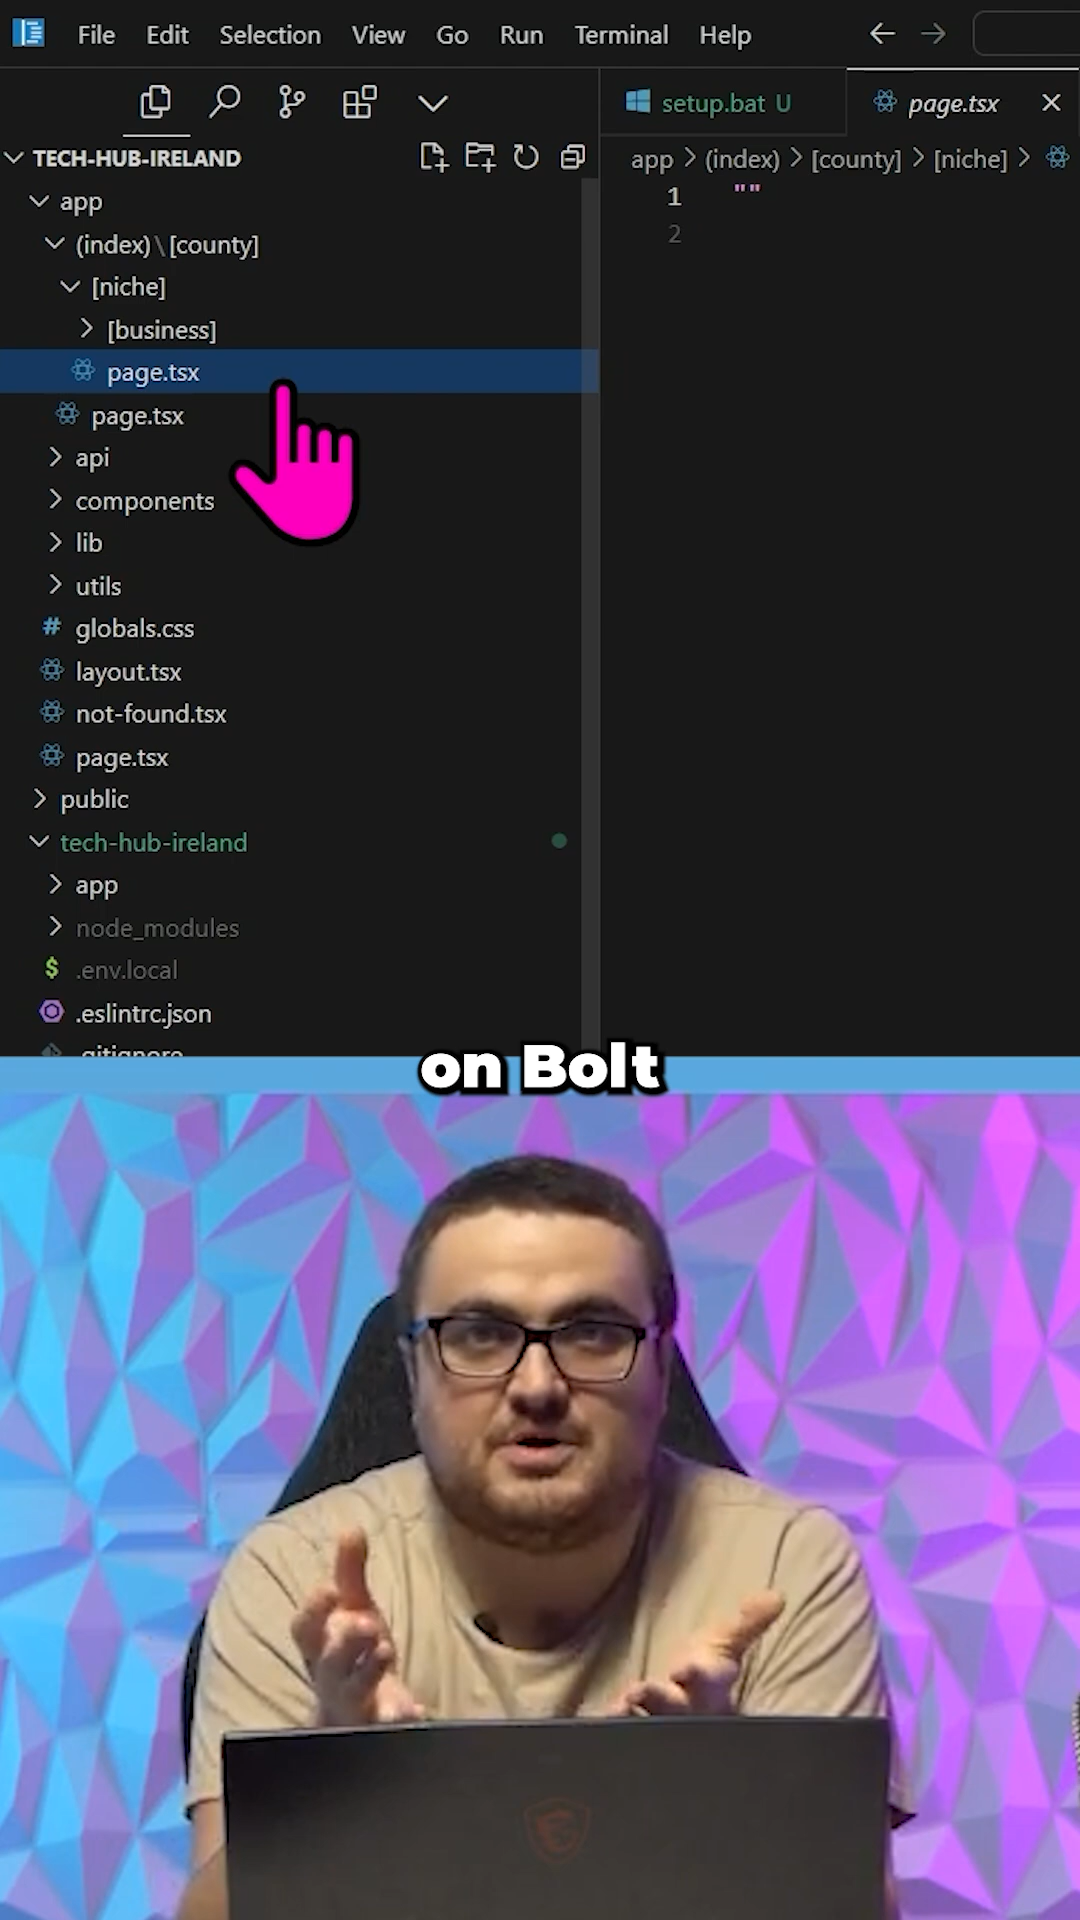 File Edit Selection View Go Run Terminal Help
setup.bat U page.tsx
TECH-HUB-IRELAND
app > (index) > [county] > [niche] >
1 ""
2
app
(index)\[county]
[niche]
[business]
page.tsx
page.tsx
api
components
lib
utils
# globals.css
layout.tsx
not-found.tsx
page.tsx
public
tech-hub-ireland
app
node_modules
$ .env.local
.eslintrc.json
.gitignore
on Bolt